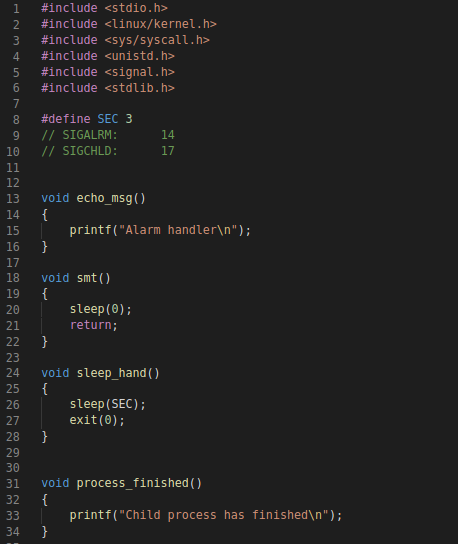 1 #include <stdio.h>
2 #include <linux/kernel.h>
3 #include <sys/syscall.h>
4 #include <unistd.h>
5 #include <signal.h>
6 #include <stdlib.h>
7
8 #define SEC 3
9 // SIGALRM:      14
10 // SIGCHLD:      17
11
12
13 void echo_msg()
14 {
15     printf("Alarm handler\n");
16 }
17
18 void smt()
19 {
20     sleep(0);
21     return;
22 }
23
24 void sleep_hand()
25 {
26     sleep(SEC);
27     exit(0);
28 }
29
30
31 void process_finished()
32 {
33     printf("Child process has finished\n");
34 }